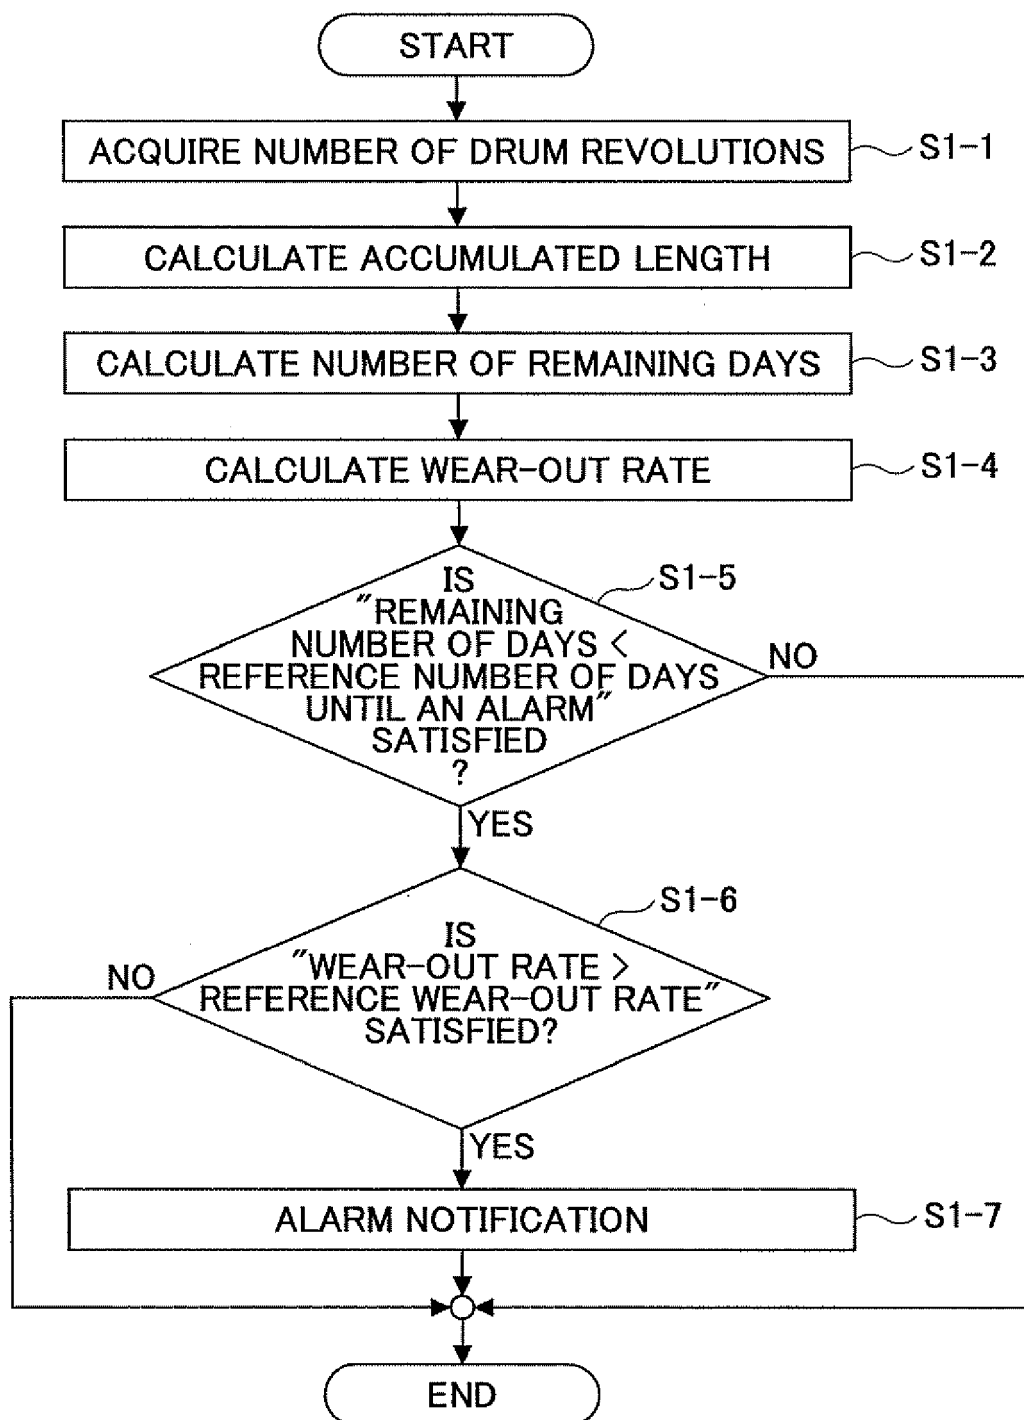 START
ACQUIRE NUMBER OF DRUM REVOLUTIONS
S1-1
CALCULATE ACCUMULATED LENGTH
S1-2
CALCULATE NUMBER OF REMAINING DAYS
S1-3
CALCULATE WEAR-OUT RATE
S1-4
S1-5
IS
"REMAINING
NUMBER OF DAYS <
REFERENCE NUMBER OF DAYS
UNTIL AN ALARM"
SATISFIED
?
NO
YES
S1-6
IS
"WEAR-OUT RATE >
REFERENCE WEAR-OUT RATE"
SATISFIED?
NO
YES
ALARM NOTIFICATION
S1-7
END